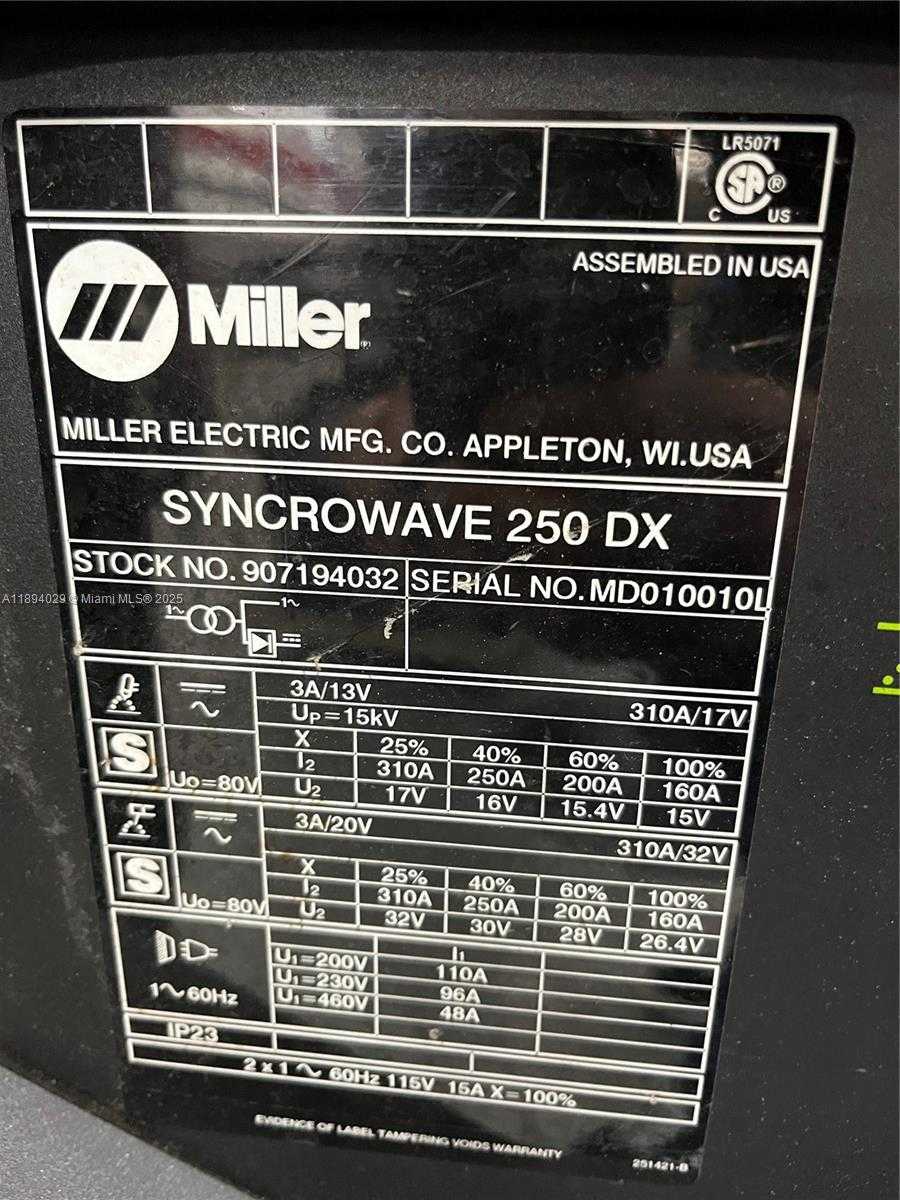 LR5071
SA®
C US
ASSEMBLED IN USA
Miller®
MILLER ELECTRIC MFG. CO. APPLETON, WI.USA
SYNCROWAVE 250 DX
STOCK NO. 907194032 SERIAL NO. MD010010L
A11894029 © Miami MLS® 2025
1~ 1~
3A/13V 310A/17V
UP=15kV
X 25% 40% 60% 100%
I2 310A 250A 200A 160A
S U0=80V U2 17V 16V 15.4V 15V
3A/20V 310A/32V
X 25% 40% 60% 100%
I2 310A 250A 200A 160A
S U0=80V U2 32V 30V 28V 26.4V
I1
U1=200V 110A
U1=230V 96A
1~60Hz U1=460V 48A
IP23
2 x 1 ~ 60Hz 115V 15A X=100%
EVIDENCE OF LABEL TAMPERING VOIDS WARRANTY
251421-B